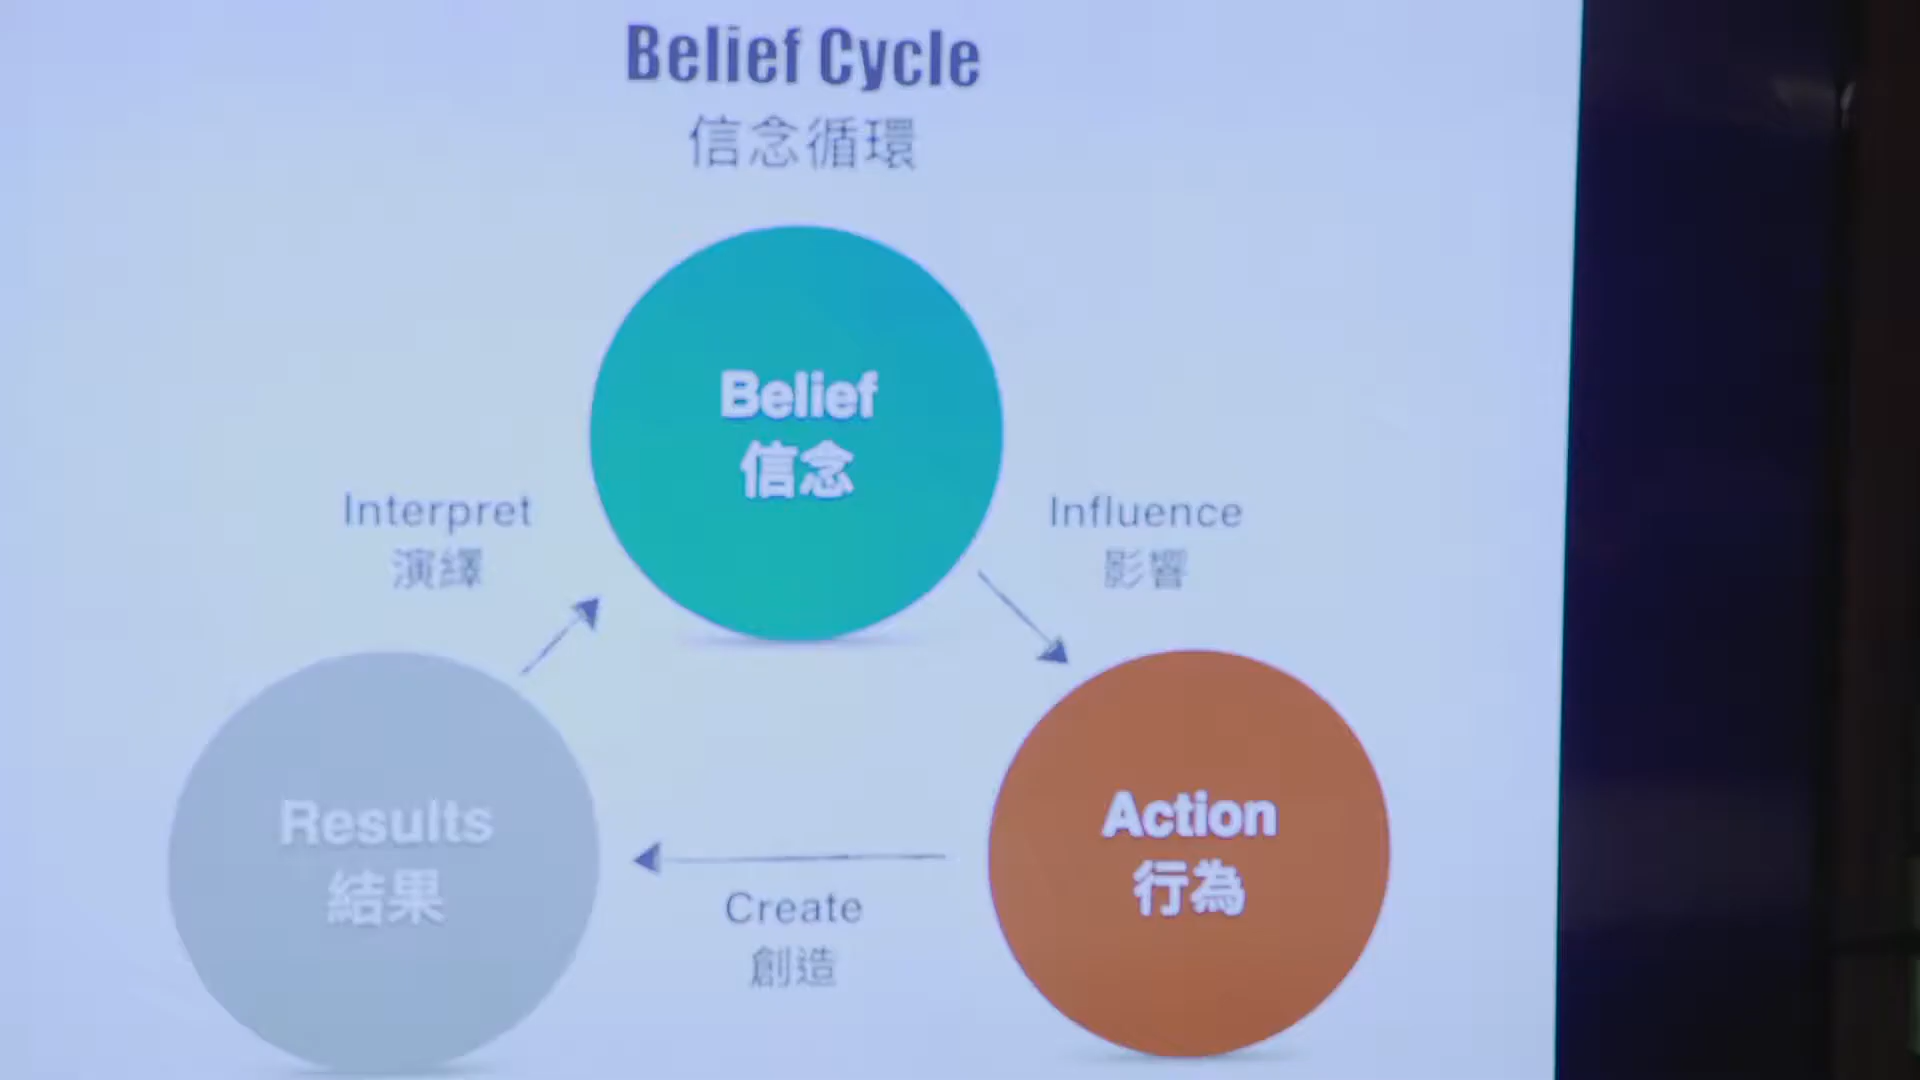 Belief Cycle
信念循環
Belief
信念
Interpret
演繹
Influence
影響
Results
結果
Action
行為
Create
創造